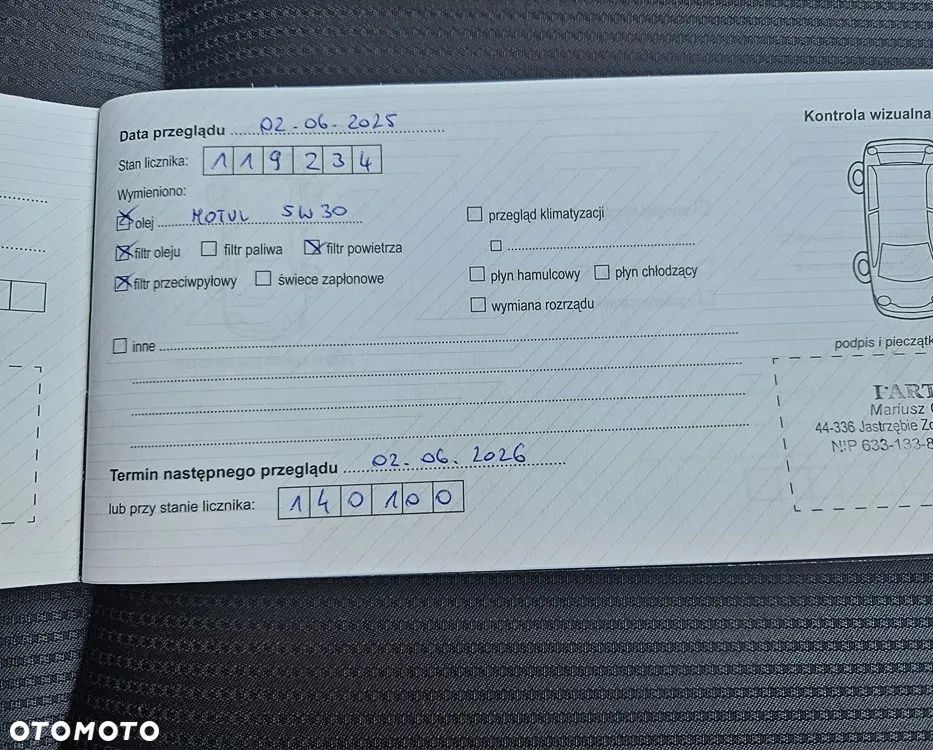 Data przeglądu 02.06.2025
Kontrola wizualna
Stan licznika: 119234
Wymieniono:
olej MOTUL 5W30
przegląd klimatyzacji
filtr oleju filtr paliwa filtr powietrza
filtr przeciwpyłowy świece zapłonowe
płyn hamulcowy płyn chłodzący
wymiana rozrządu
inne
podpis i pieczątk
Mariusz
44-336 Jastrzębie
NIP 633-133-8
Termin następnego przeglądu 02.06.2026
lub przy stanie licznika: 140100
OTOMOTO